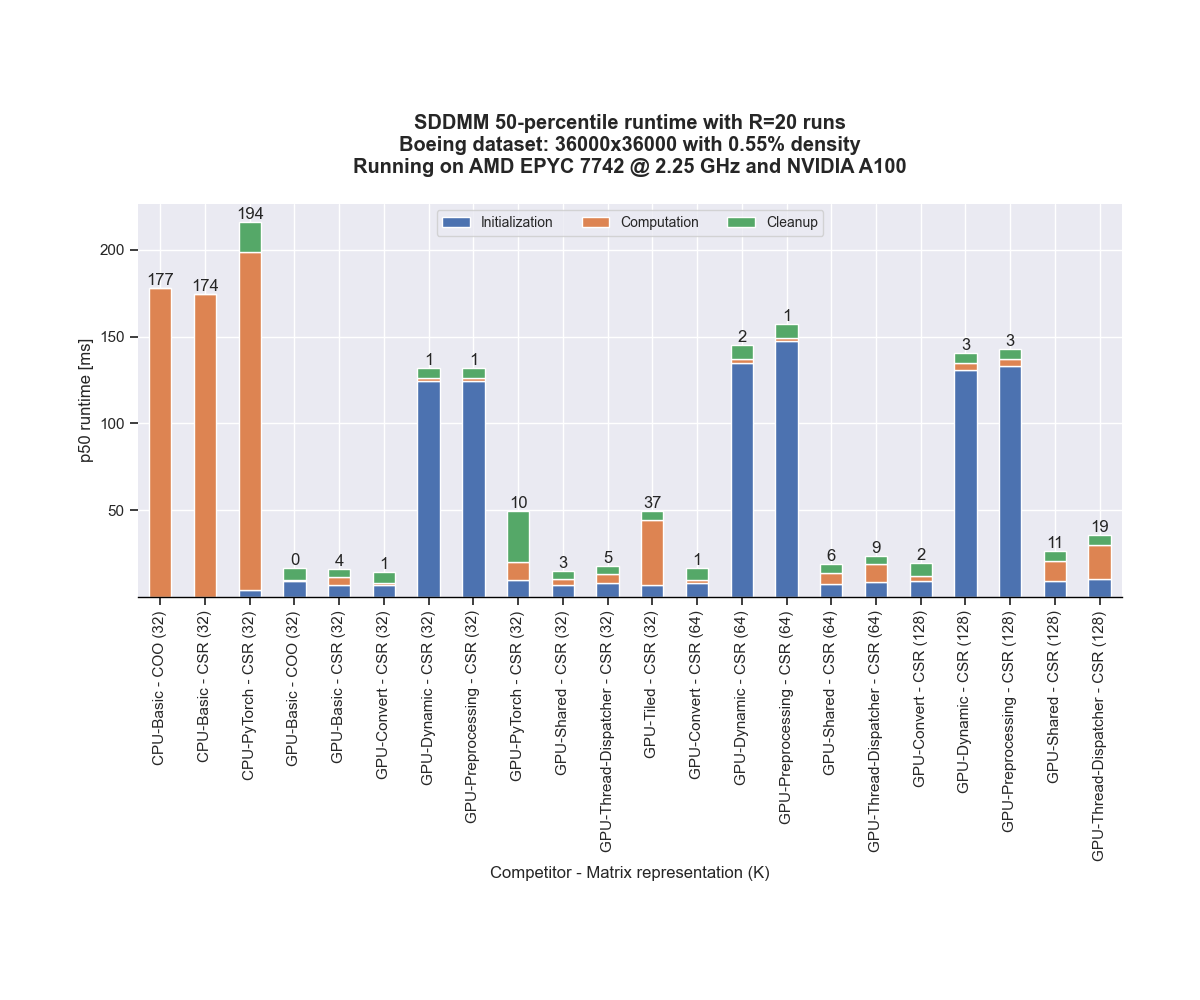 SDDMM 50-percentile runtime with R=20 runs
Boeing dataset: 36000x36000 with 0.55% density
Running on AMD EPYC 7742 @ 2.25 GHz and NVIDIA A100
Initialization Computation Cleanup
p50 runtime [ms]
200
150
100
50
177
174
194
0
4
1
1
1
10
3
5
37
1
2
1
6
9
2
3
3
11
19
CPU-Basic - COO (32)
CPU-Basic - CSR (32)
CPU-PyTorch - CSR (32)
GPU-Basic - COO (32)
GPU-Basic - CSR (32)
GPU-Convert - CSR (32)
GPU-Dynamic - CSR (32)
GPU-Preprocessing - CSR (32)
GPU-PyTorch - CSR (32)
GPU-Shared - CSR (32)
GPU-Thread-Dispatcher - CSR (32)
GPU-Tiled - CSR (32)
GPU-Convert - CSR (64)
GPU-Dynamic - CSR (64)
GPU-Preprocessing - CSR (64)
GPU-Shared - CSR (64)
GPU-Thread-Dispatcher - CSR (64)
GPU-Convert - CSR (128)
GPU-Dynamic - CSR (128)
GPU-Preprocessing - CSR (128)
GPU-Shared - CSR (128)
GPU-Thread-Dispatcher - CSR (128)
Competitor - Matrix representation (K)